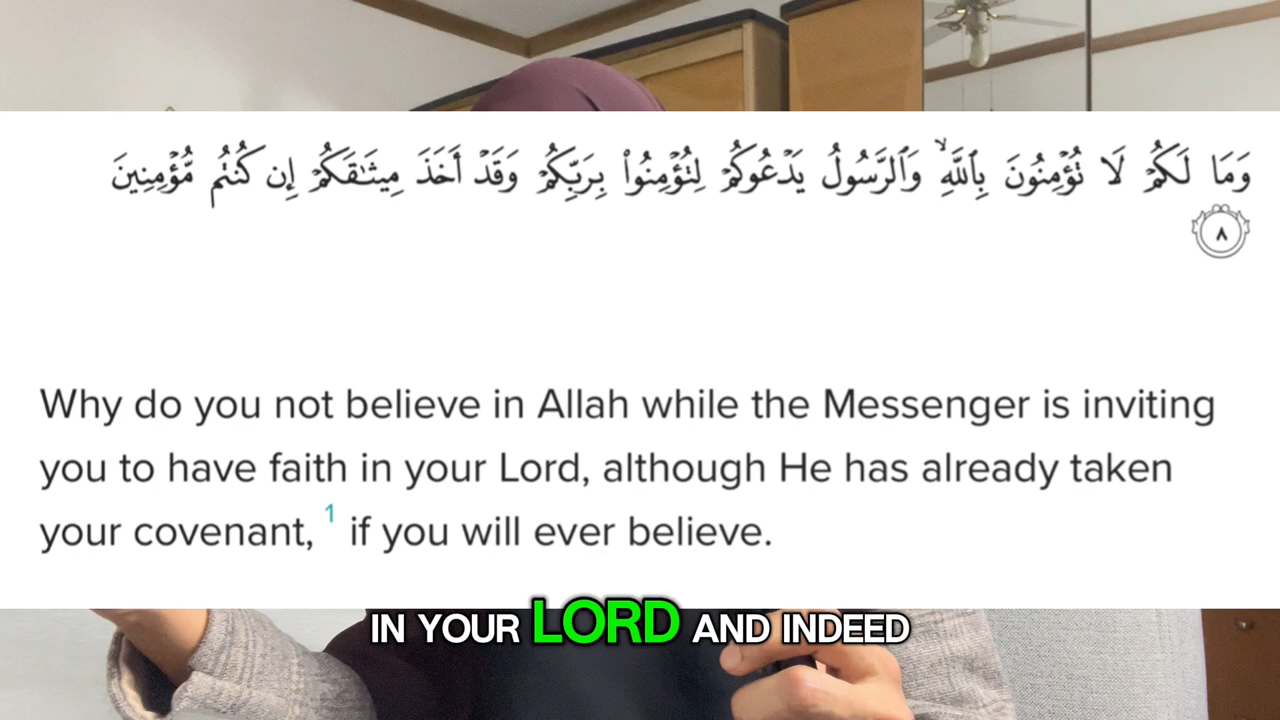 وَمَا لَكُمْ لَا تُؤْمِنُونَ بِٱللَّهِ ۙ وَٱلرَّسُولُ يَدْعُوكُمْ لِتُؤْمِنُوا۟ بِرَبِّكُمْ وَقَدْ أَخَذَ مِيثَـٰقَكُمْ إِن كُنتُم مُّؤْمِنِينَ
٨
Why do you not believe in Allah while the Messenger is inviting
you to have faith in your Lord, although He has already taken
your covenant, 1 if you will ever believe.
IN YOUR LORD AND INDEED